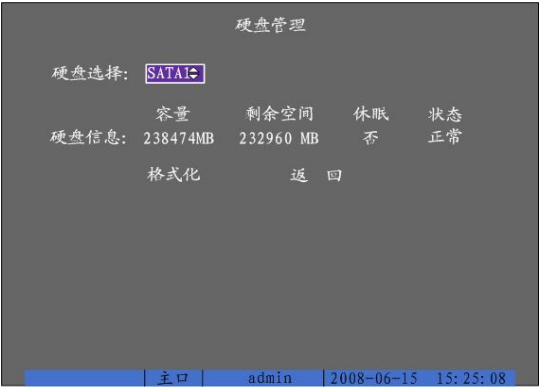 硬盘管理
硬盘选择: SATA1
容量 剩余空间 休眠 状态
硬盘信息: 238474MB 232960 MB 否 正常
格式化 返 回
主口 admin 2008-06-15 15:25:08